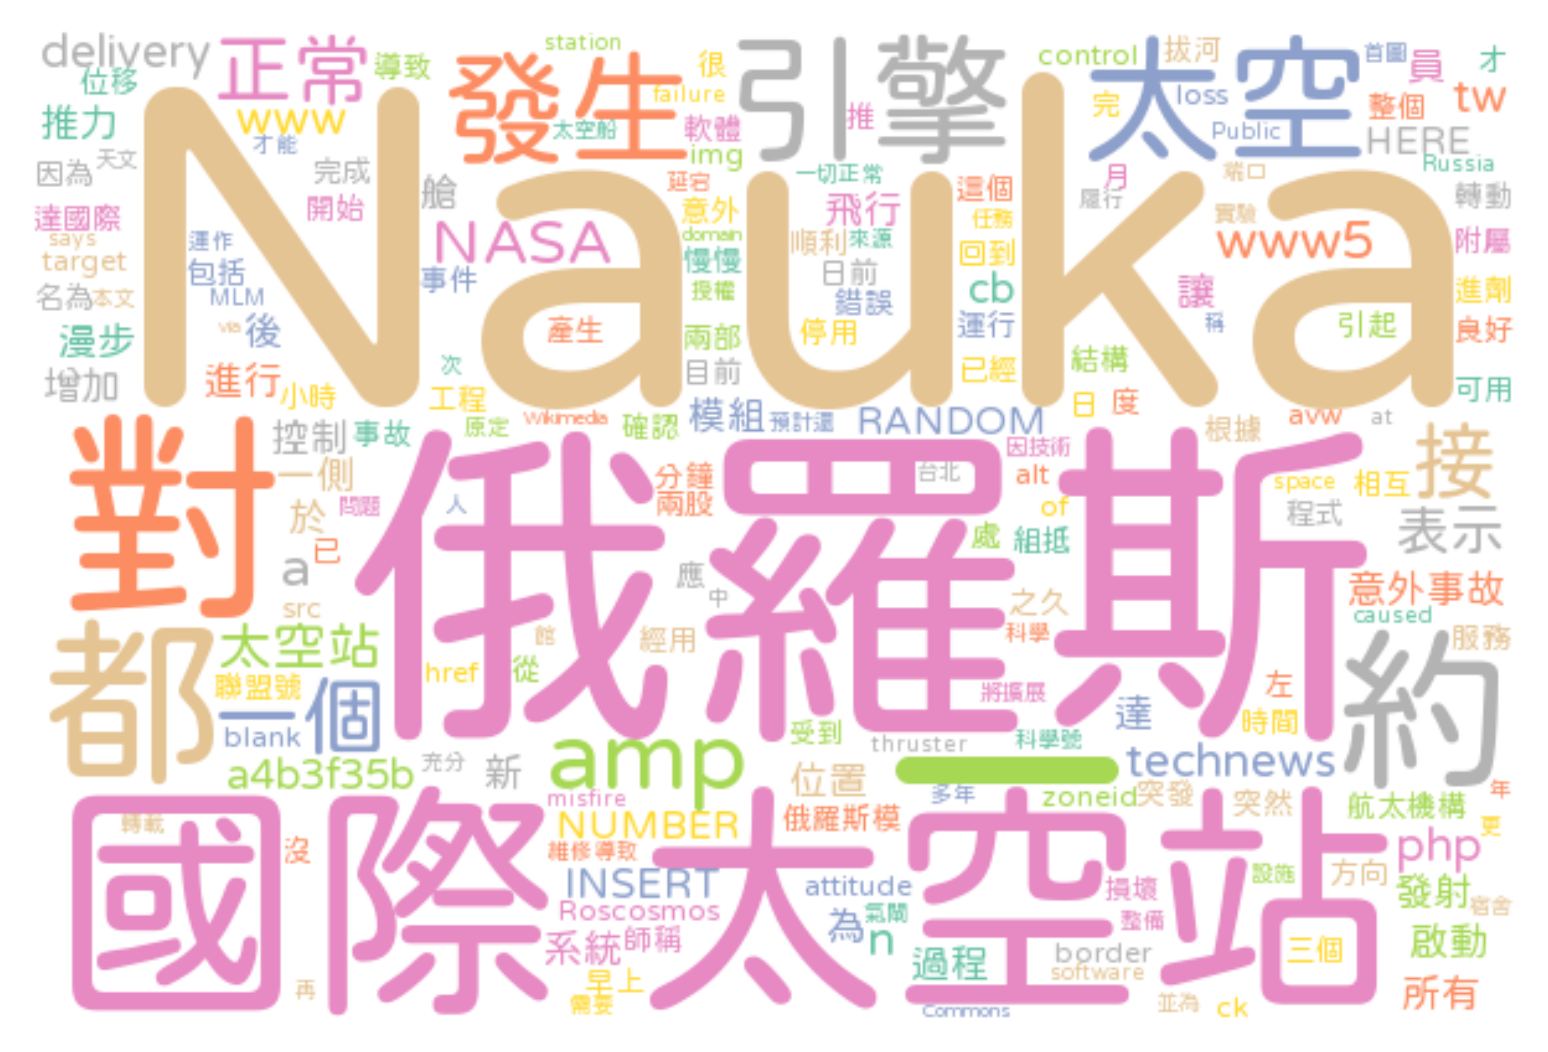 delivery
正常
導致
station
很
引擎
control
拔河
太空
首圖
員
才
位移
發生
failure
loss
整個
tw
推力
www
才能
太空船
軟體
推
完
Public
HERE
img
因為
天文
完成
艙
延宕
一切正常
這個
月
端口
Russia
開始
Nauka
意外
飛行
任務
履行
轉動
達國際
says
運作
NASA
domain
順利
來源
實驗
www5
附屬
target
包括
事件
慢慢
日前
回到
名為
本文
MLM
授權
錯誤
cb
讓
進劑
via
後
漫步
產生
兩部
停用
運行
稱
引起
良好
增加
進行
小時
次
工程
目前
已經
結構
可用
日
度
對
控制
事故
原定
Wikimedia
確認
模組
預計還
RANDOM
根據
avw
at
接
一側
因技術
俄羅斯
分鐘
台北
alt
space
相互
於
問題
人
兩股
of
程式
表示
已
處
組抵
a
應
中
意外事故
src
之久
caused
都
太空站
館
經用
科學
服務
約
聯盟號
href
從
將擴展
左
一個
達
時間
blank
amp
受到
thruster
科學號
technews
a4b3f35b
充分
新
一
位置
多年
zoneid
突發
突然
年
misfire
航太機構
國際太空站
轉載
NUMBER
俄羅斯模
更
沒
維修導致
php
INSERT
attitude
損壞
設施
方向
發射
宿舍
Roscosmos
為
氣閘
整備
系統
師稱
n
過程
border
三個
啟動
software
再
早上
需要
Commons
並為
ck
所有